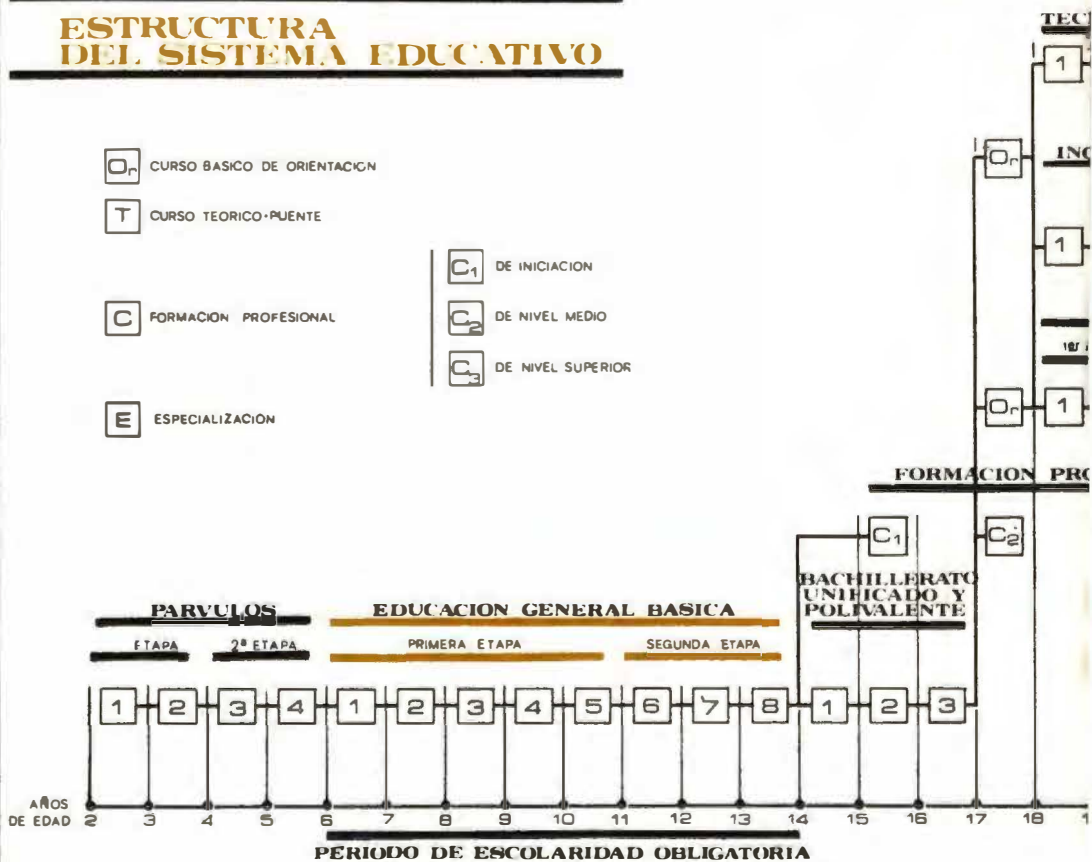 ESTRUCTURA
DEL SISTEMA EDUCATIVO
Or CURSO BASICO DE ORIENTACION
T CURSO TEORICO-PUENTE
C FORMACION PROFESIONAL
C1 DE INICIACION
C2 DE NIVEL MEDIO
C3 DE NIVEL SUPERIOR
E ESPECIALIZACION
1
Or
1
Or 1
FORMACION
C1 C2
BACHILLERATO
UNIFICADO Y
POLIVALENTE
PARVULOS EDUCACION GENERAL BASICA
ETAPA 2ª ETAPA PRIMERA ETAPA SEGUNDA ETAPA
1 2 3 4 1 2 3 4 5 6 7 8 1 2 3
AÑOS
DE EDAD 2 3 4 5 6 7 8 9 10 11 12 13 14 15 16 17 18
PERIODO DE ESCOLARIDAD OBLIGATORIA